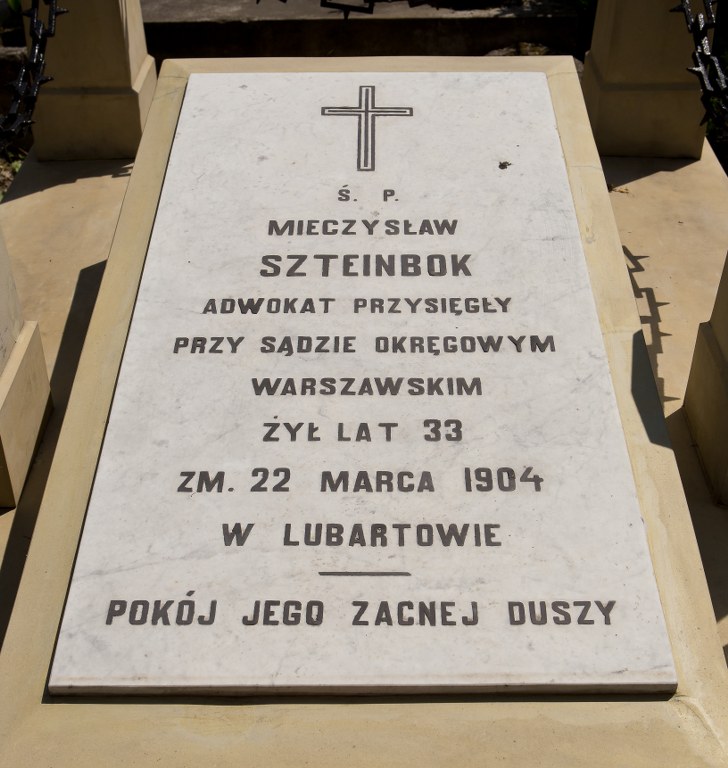 Ś. P.
MIECZYSŁAW
SZTEINBOK
ADWOKAT PRZYSIĘGŁY
PRZY SĄDZIE OKRĘGOWYM
WARSZAWSKIM
ŻYŁ LAT 33
ZM. 22 MARCA 1904
W LUBARTOWIE
POKÓJ JEGO ZACNEJ DUSZY